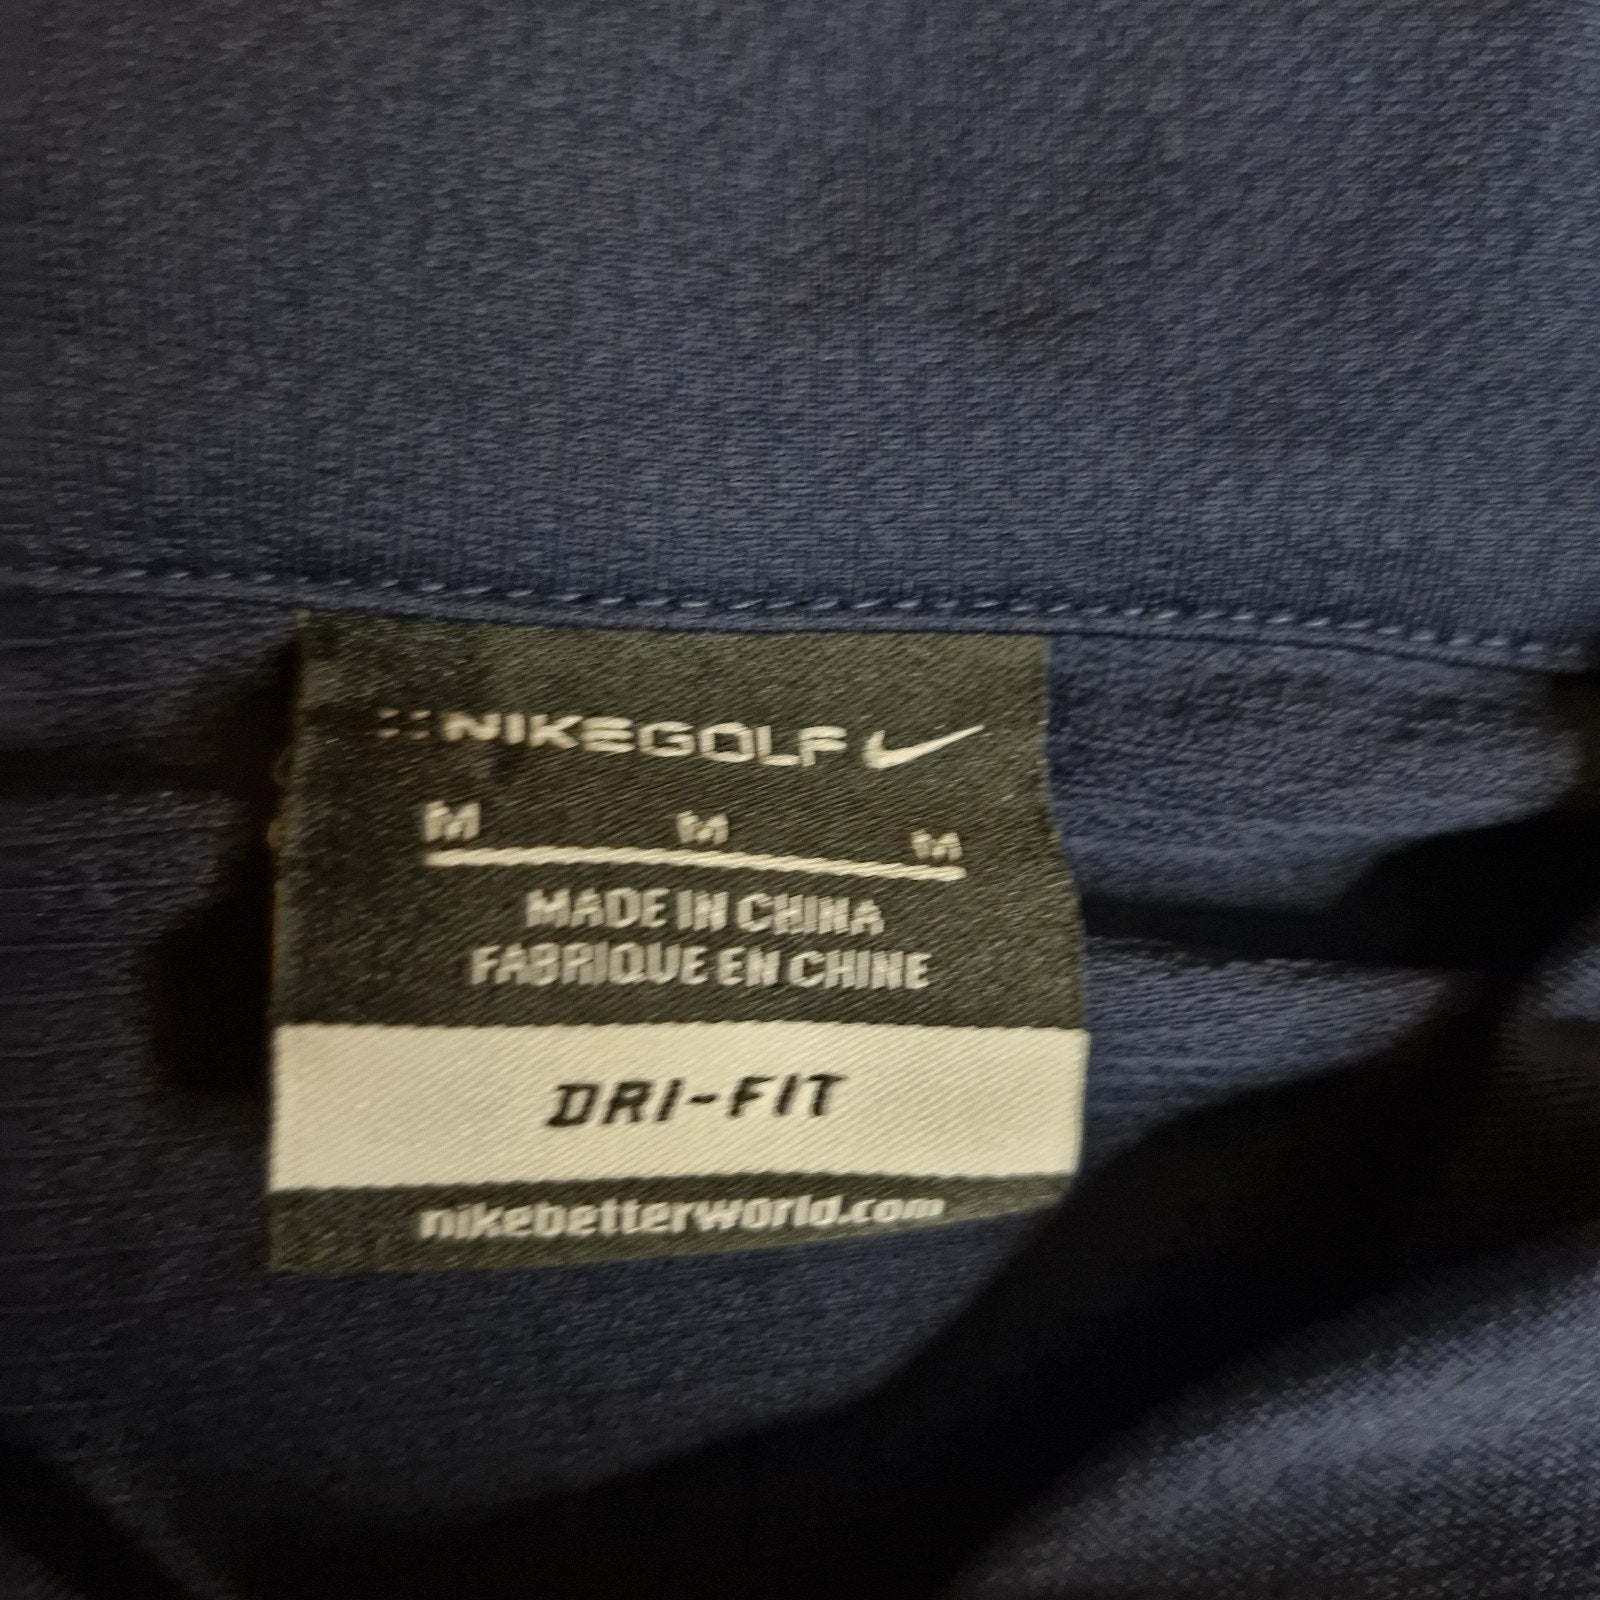 NIKEGOLF
M M M
MADE IN CHINA
FABRIQUE EN CHINE
DRI-FIT
nikebetterworld.com